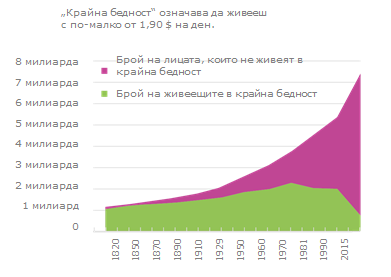 „Крайна бедност“ означава да живееш
с по-малко от 1,90 $ на ден.
8 милиарда
7 милиарда
6 милиарда
5 милиарда
4 милиарда
3 милиарда
2 милиарда
1 милиард
0
Брой на лицата, които не живеят в
крайна бедност
Брой на живеещите в крайна бедност
1820
1850
1870
1890
1910
1929
1950
1960
1970
1981
1990
2015